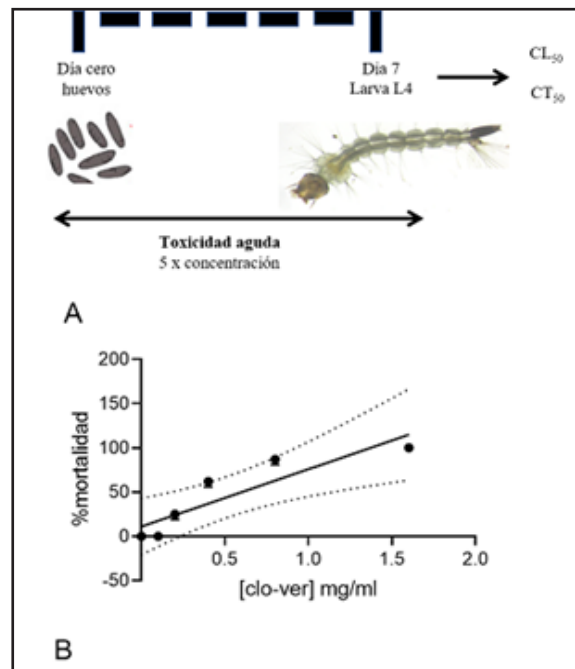 Día cero
huevos
Dia 7
Larva L4
CL50
CT50
Toxicidad aguda
5 x concentración
A
200
150
100
50
0
-50
%mortalidad
0.5
1.0
1.5
2.0
[clo-ver] mg/ml
B